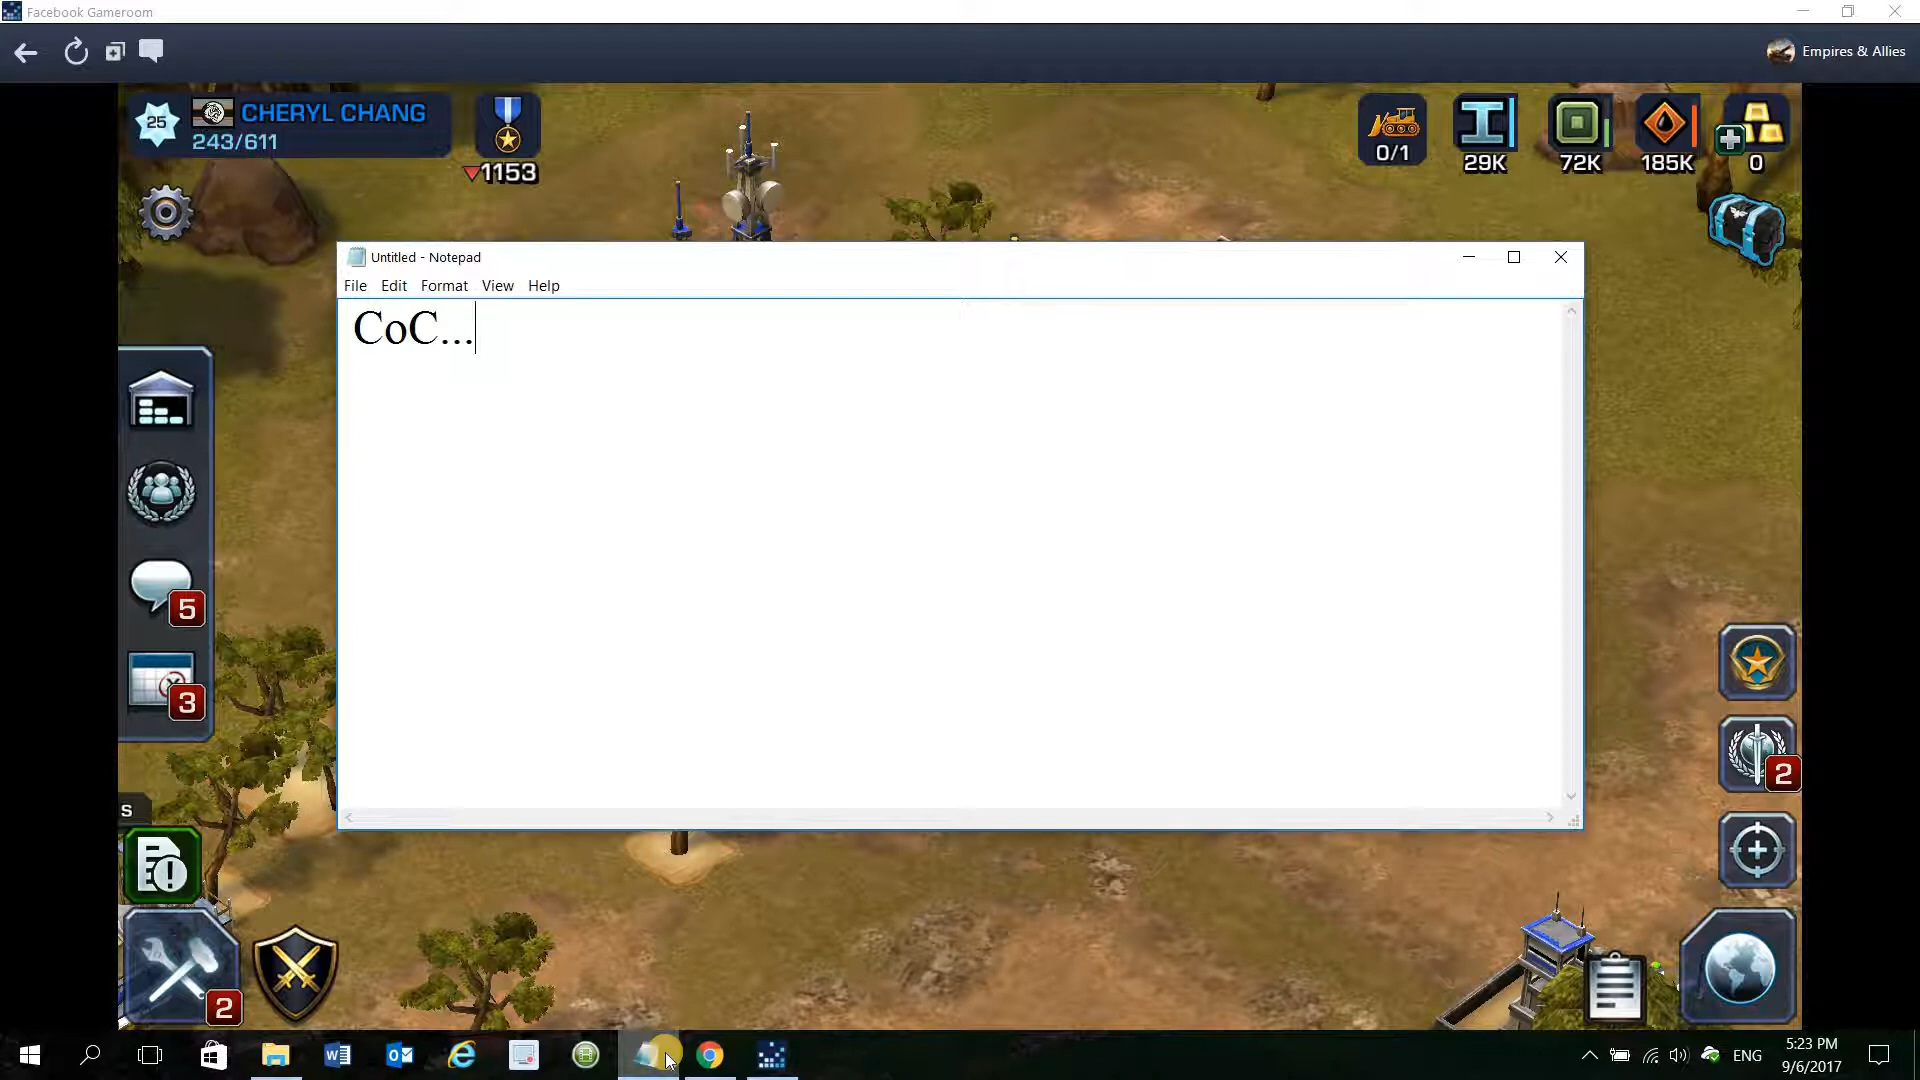 Facebook Gameroom
Empires & Allies
25
CHERYL CHANG
243/611
1153
0/1
29K
72K
185K
0
Untitled - Notepad
File Edit Format View Help
CoC...
5
3
2
S
2
ENG
5:23 PM
9/6/2017